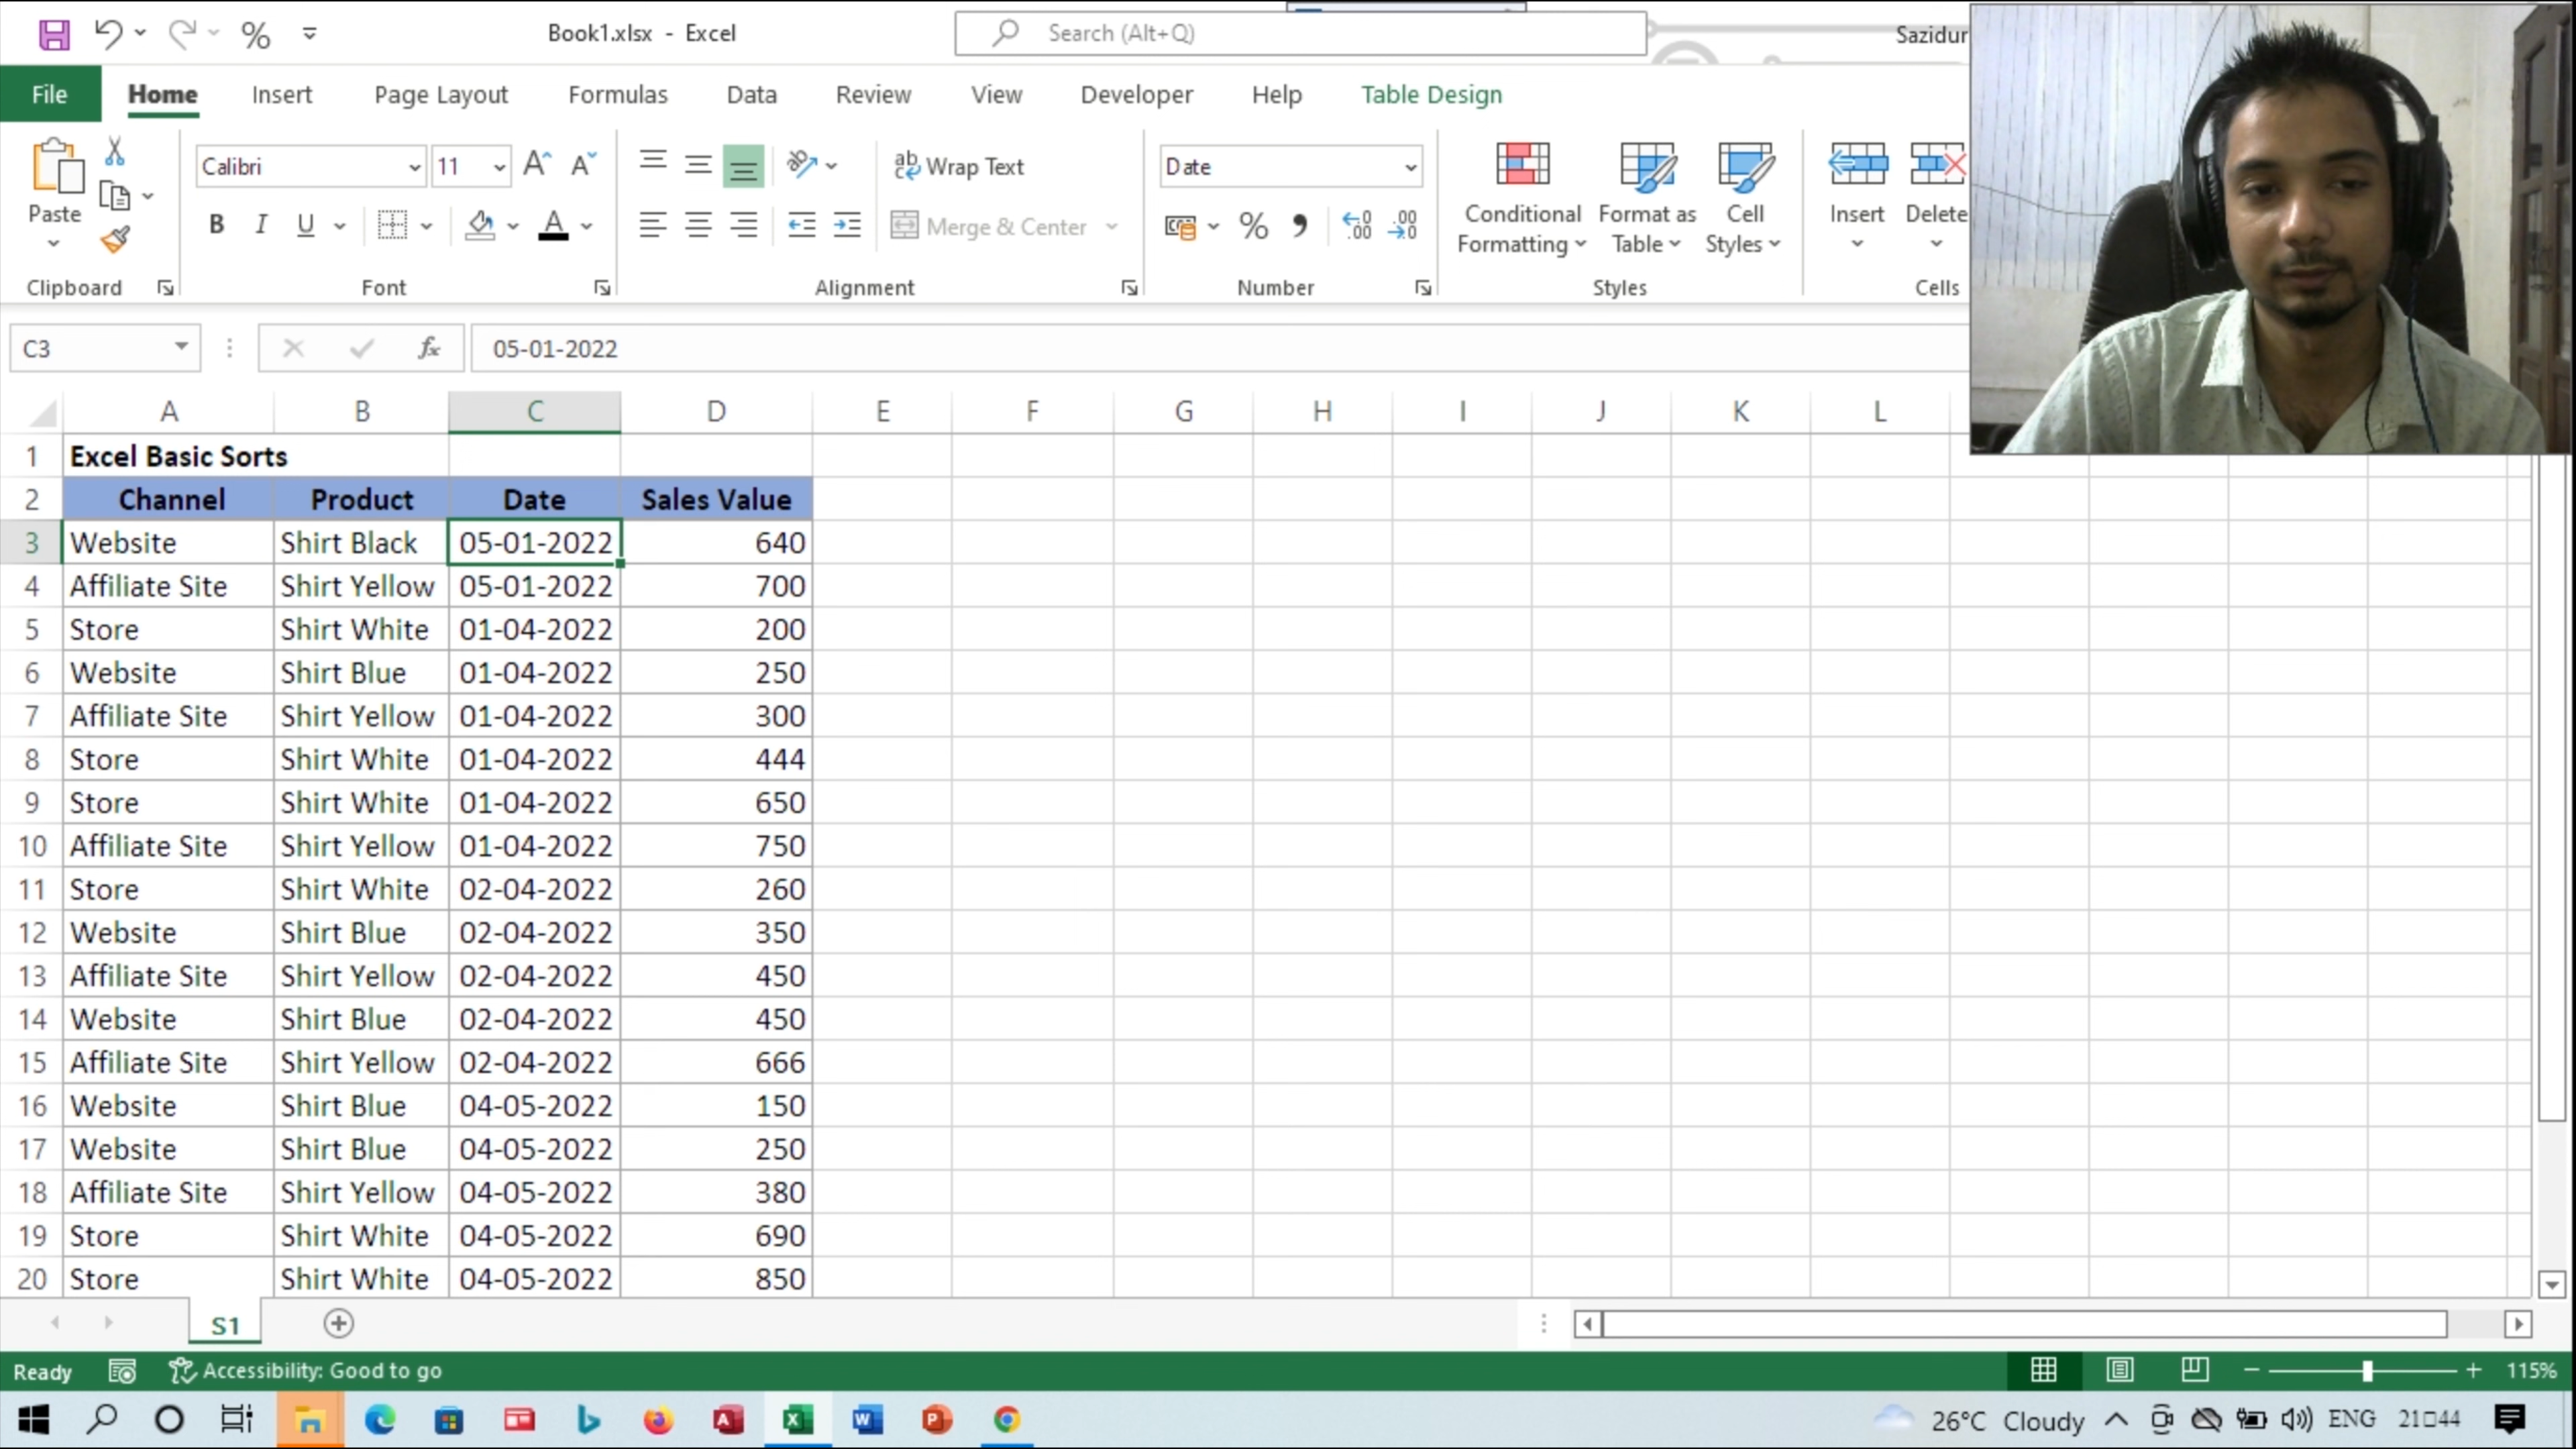 Book1.xlsx - Excel
Search (Alt+Q)
Sazidur
File Home Insert Page Layout Formulas Data Review View Developer Help Table Design
Paste
Calibri 11
Wrap Text
Merge & Center
Date
Conditional Formatting
Format as Table
Cell Styles
Insert Delete
Clipboard Font Alignment Number Styles Cells
C3 fx 05-01-2022
A B C D E F G H I J K L
1 Excel Basic Sorts
2 Channel Product Date Sales Value
3 Website Shirt Black 05-01-2022 640
4 Affiliate Site Shirt Yellow 05-01-2022 700
5 Store Shirt White 01-04-2022 200
6 Website Shirt Blue 01-04-2022 250
7 Affiliate Site Shirt Yellow 01-04-2022 300
8 Store Shirt White 01-04-2022 444
9 Store Shirt White 01-04-2022 650
10 Affiliate Site Shirt Yellow 01-04-2022 750
11 Store Shirt White 02-04-2022 260
12 Website Shirt Blue 02-04-2022 350
13 Affiliate Site Shirt Yellow 02-04-2022 450
14 Website Shirt Blue 02-04-2022 450
15 Affiliate Site Shirt Yellow 02-04-2022 666
16 Website Shirt Blue 04-05-2022 150
17 Website Shirt Blue 04-05-2022 250
18 Affiliate Site Shirt Yellow 04-05-2022 380
19 Store Shirt White 04-05-2022 690
20 Store Shirt White 04-05-2022 850
S1
Ready Accessibility: Good to go 115%
26°C Cloudy ENG 21□44